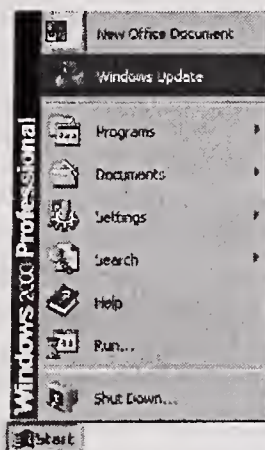 New Office Document
Windows Update
Programs
Documents
Settings
Search
Help
Run...
Shut Down...
Windows 2000 Professional
Start